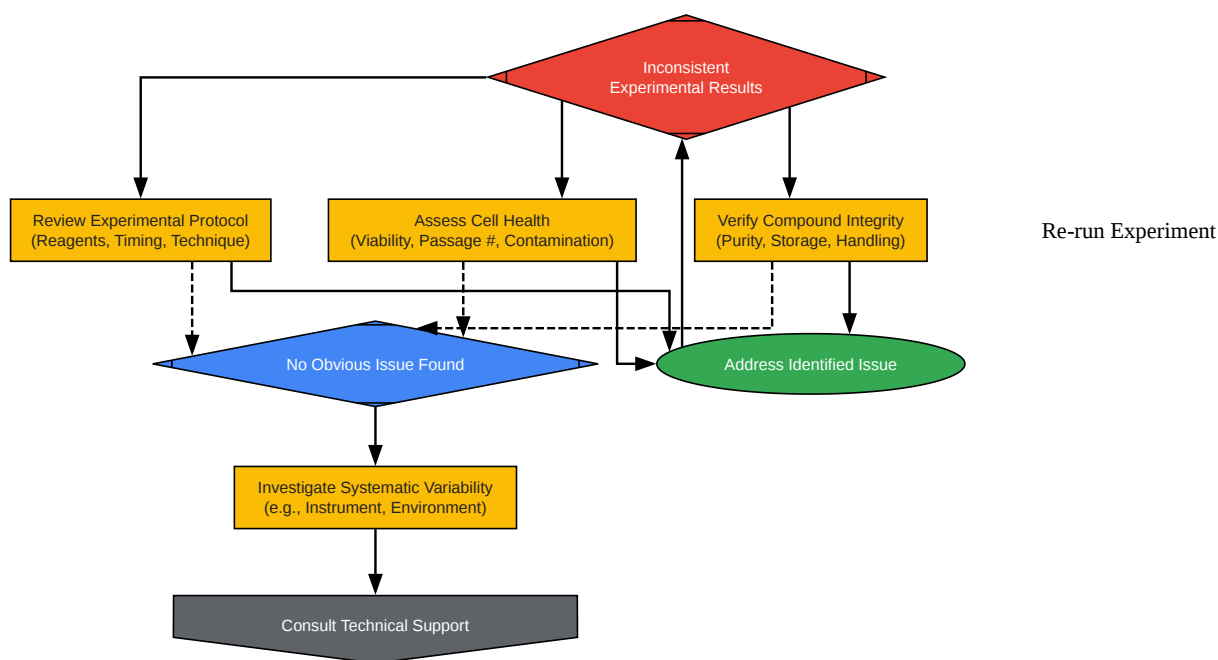 Inconsistent
Experimental Results
Review Experimental Protocol
(Reagents, Timing, Technique)
Assess Cell Health
(Viability, Passage #, Contamination)
Verify Compound Integrity
(Purity, Storage, Handling)
Re-run Experiment
No Obvious Issue Found
Address Identified Issue
Investigate Systematic Variability
(e.g., Instrument, Environment)
Consult Technical Support